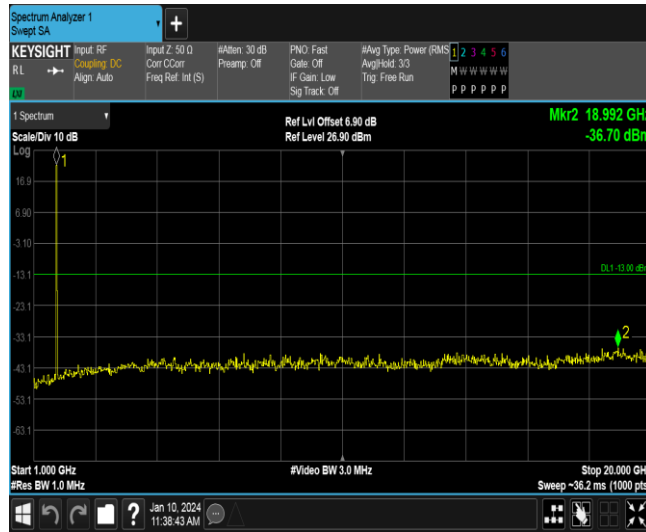 Spectrum Analyzer 1
Swept SA
KEYSIGHT
RL
LXI
Input: RF
Coupling: DC
Align: Auto
Input Z: 50 Ω
Corr CCorr
Freq Ref: Int (S)
#Atten: 30 dB
Preamp: Off
PNO: Fast
Gate: Off
IF Gain: Low
Sig Track: Off
#Avg Type: Power (RMS
Avg|Hold: 3/3
Trig: Free Run
1 2 3 4 5 6
M W W W W W
P P P P P P
1 Spectrum
Scale/Div 10 dB
Log
Ref Lvl Offset 6.90 dB
Ref Level 26.90 dBm
Mkr2 18.992 GHz
-36.70 dBm
1
16.9
6.90
-3.10
-13.1
DL1 -13.00 dBm
-23.1
-33.1
2
-43.1
-53.1
-63.1
Start 1.000 GHz
#Res BW 1.0 MHz
#Video BW 3.0 MHz
Stop 20.000 GHz
Sweep ~36.2 ms (1000 pts)
?
Jan 10, 2024
11:38:43 AM